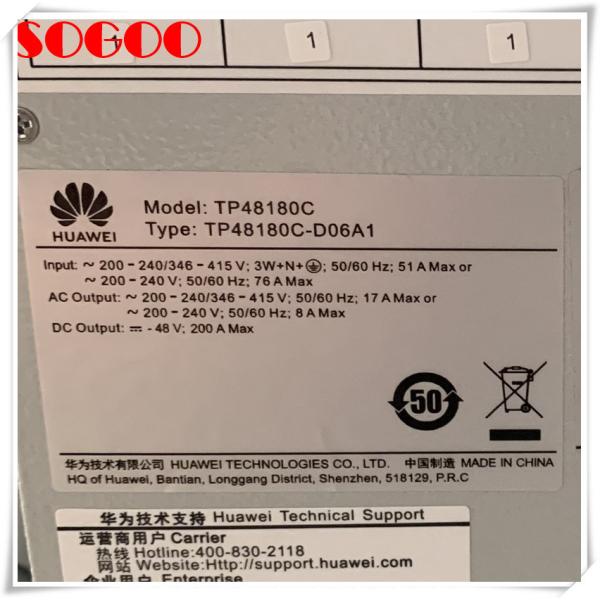 SOGOO
1 1 1
HUAWEI
Model: TP48180C
Type: TP48180C-D06A1
Input: ~ 200 - 240/346 - 415 V; 3W+N+⏚; 50/60 Hz; 51 A Max or
~ 200 - 240 V; 50/60 Hz; 76 A Max
AC Output: ~ 200 - 240/346 - 415 V; 50/60 Hz; 17 A Max or
~ 200 - 240 V; 50/60 Hz; 8 A Max
DC Output: ⎓ - 48 V; 200 A Max
50
华为技术有限公司 HUAWEI TECHNOLOGIES CO., LTD. 中国制造 MADE IN CHINA
HQ of Huawei, Bantian, Longgang District, Shenzhen, 518129, P.R.C
华为技术支持 Huawei Technical Support
运营商用户 Carrier
热线 Hotline:400-830-2118
网站 Website:Http://support.huawei.com
企业用户 Enterprise